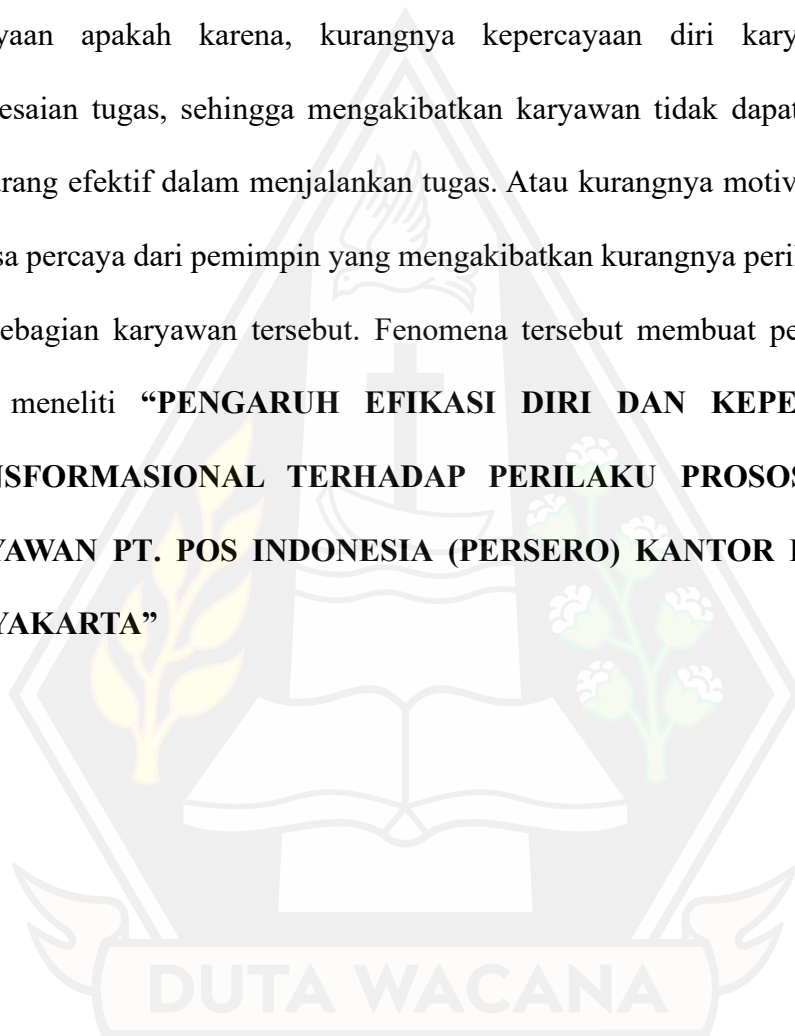 yaan apakah karena, kurangnya kepercayaan diri kary
esaian tugas, sehingga mengakibatkan karyawan tidak dapat
rang efektif dalam menjalankan tugas. Atau kurangnya motiv
sa percaya dari pemimpin yang mengakibatkan kurangnya peril
ebagian karyawan tersebut. Fenomena tersebut membuat pe
meneliti “PENGARUH EFIKASI DIRI DAN KEPE
NSFORMASIONAL TERHADAP PERILAKU PROSOS
YAWAN PT. POS INDONESIA (PERSERO) KANTOR
YAKARTA”
DUTA WACANA